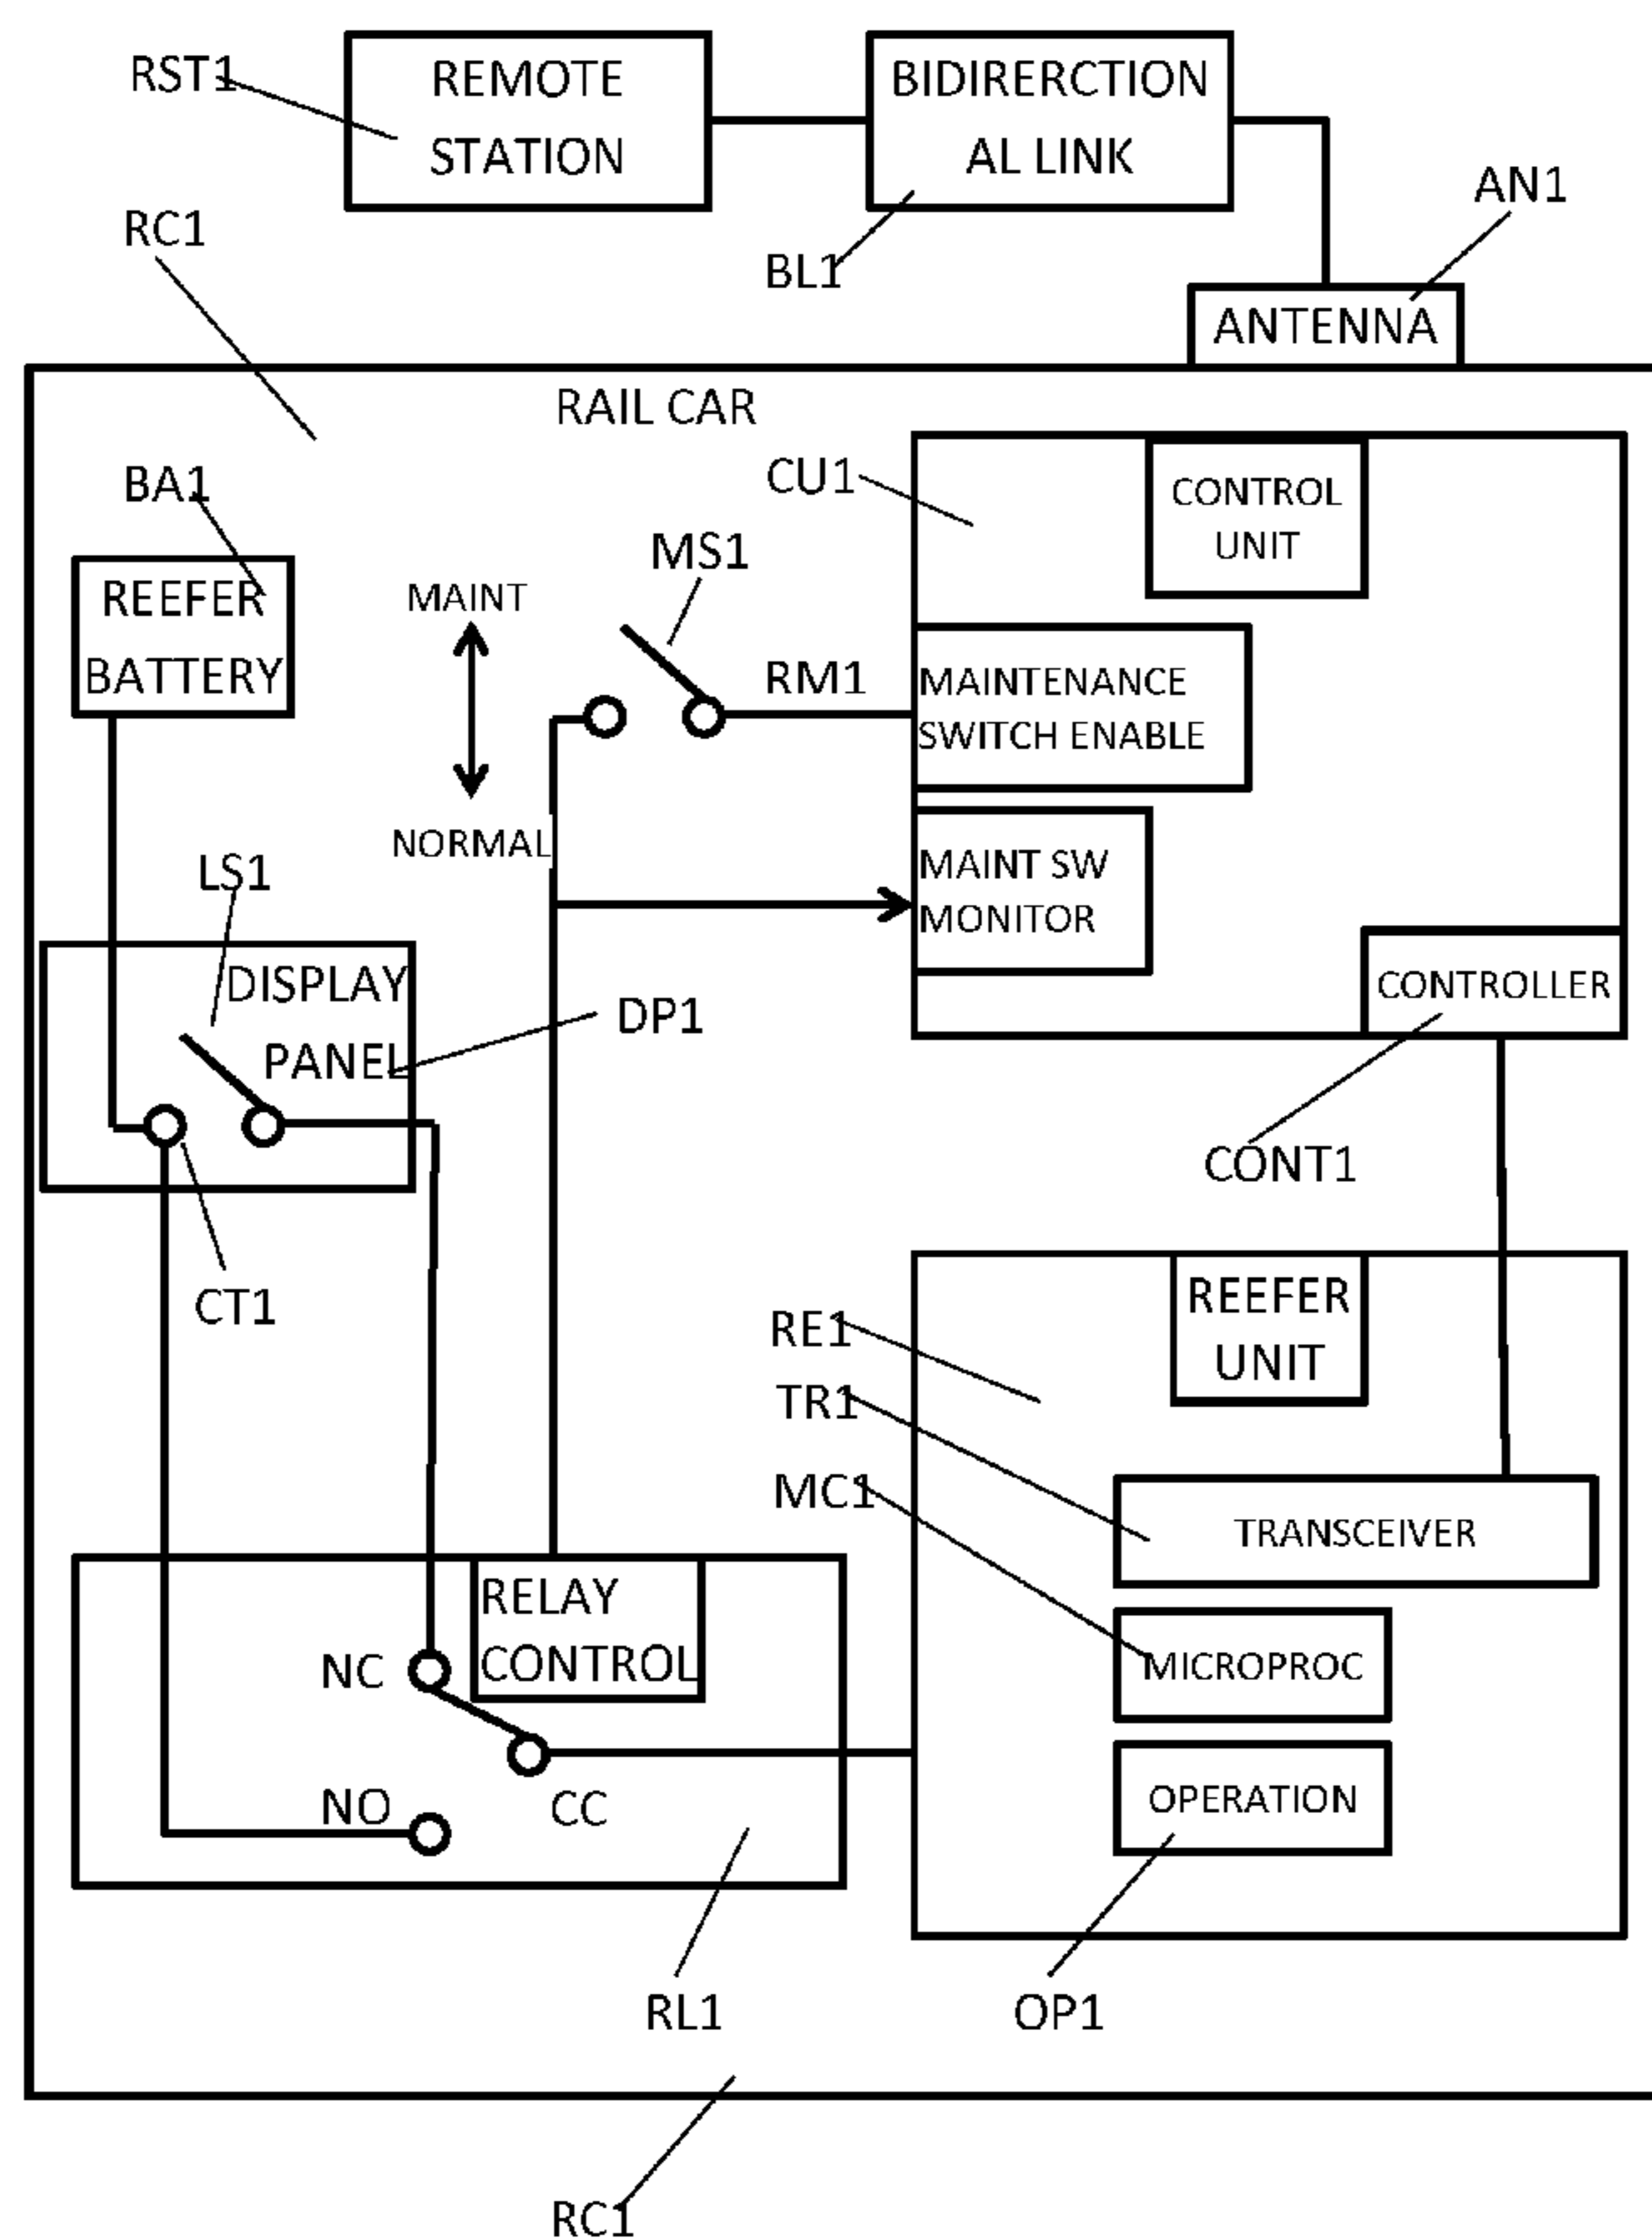 RST1
REMOTE
STATION
BIDIRERCTION
AL LINK
AN1
RC1
BL1
ANTENNA
RAIL CAR
BA1
CU1
CONTROL
UNIT
MS1
REEFER
BATTERY
MAINT
RM1
MAINTENANCE
SWITCH ENABLE
NORMAL
LS1
MAINT SW
MONITOR
DISPLAY
PANEL
DP1
CONTROLLER
CONT1
CT1
REEFER
UNIT
RE1
TR1
MC1
TRANSCEIVER
RELAY
CONTROL
NC
MICROPROC
NO
CC
OPERATION
RL1
OP1
RC1